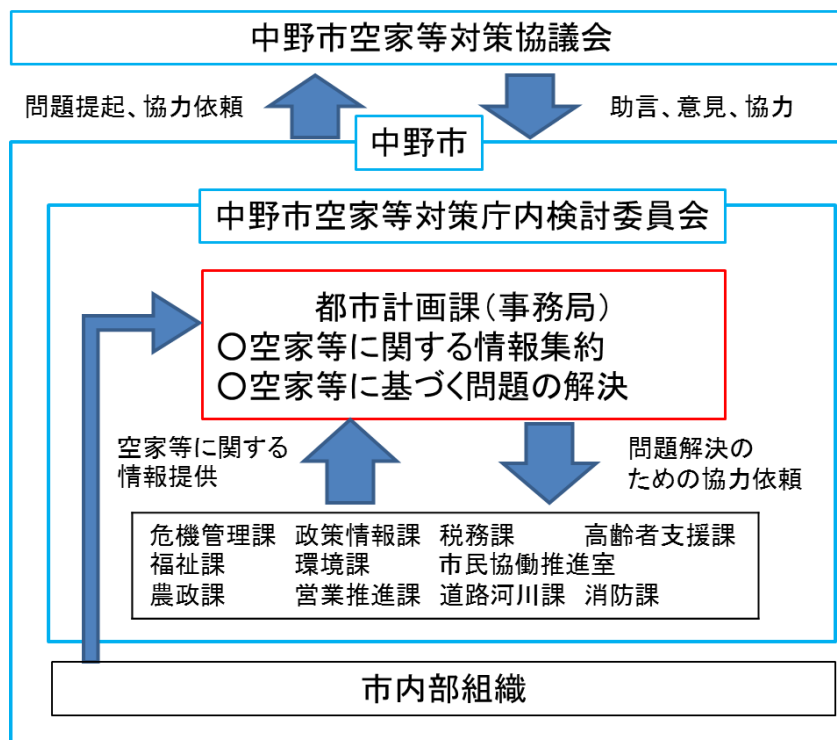 中野市空家等対策協議会
問題提起、協力依頼
助言、意見、協力
中野市
中野市空家等対策庁内検討委員会
都市計画課（事務局）
〇空家等に関する情報集約
〇空家等に基づく問題の解決
空家等に関する
情報提供
問題解決の
ための協力依頼
危機管理課 政策情報課 税務課 高齢者支援課
福祉課 環境課 市民協働推進室
農政課 営業推進課 道路河川課 消防課
市内部組織